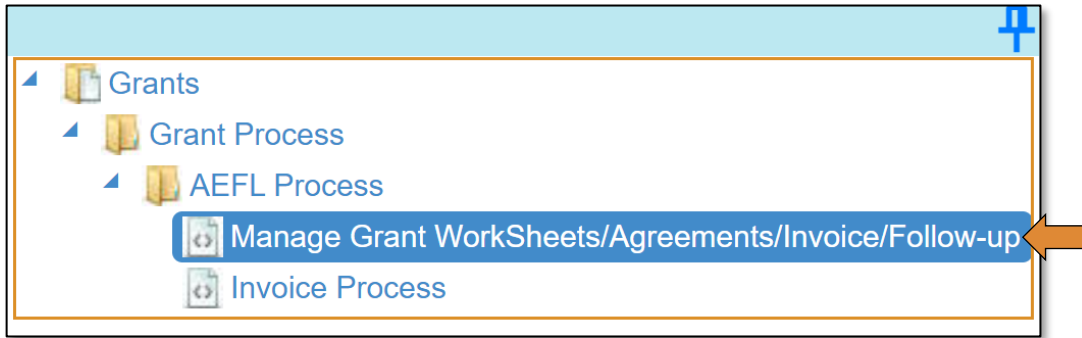 Grants
Grant Process
AEFL Process
Manage Grant WorkSheets/Agreements/Invoice/Follow-up
Invoice Process